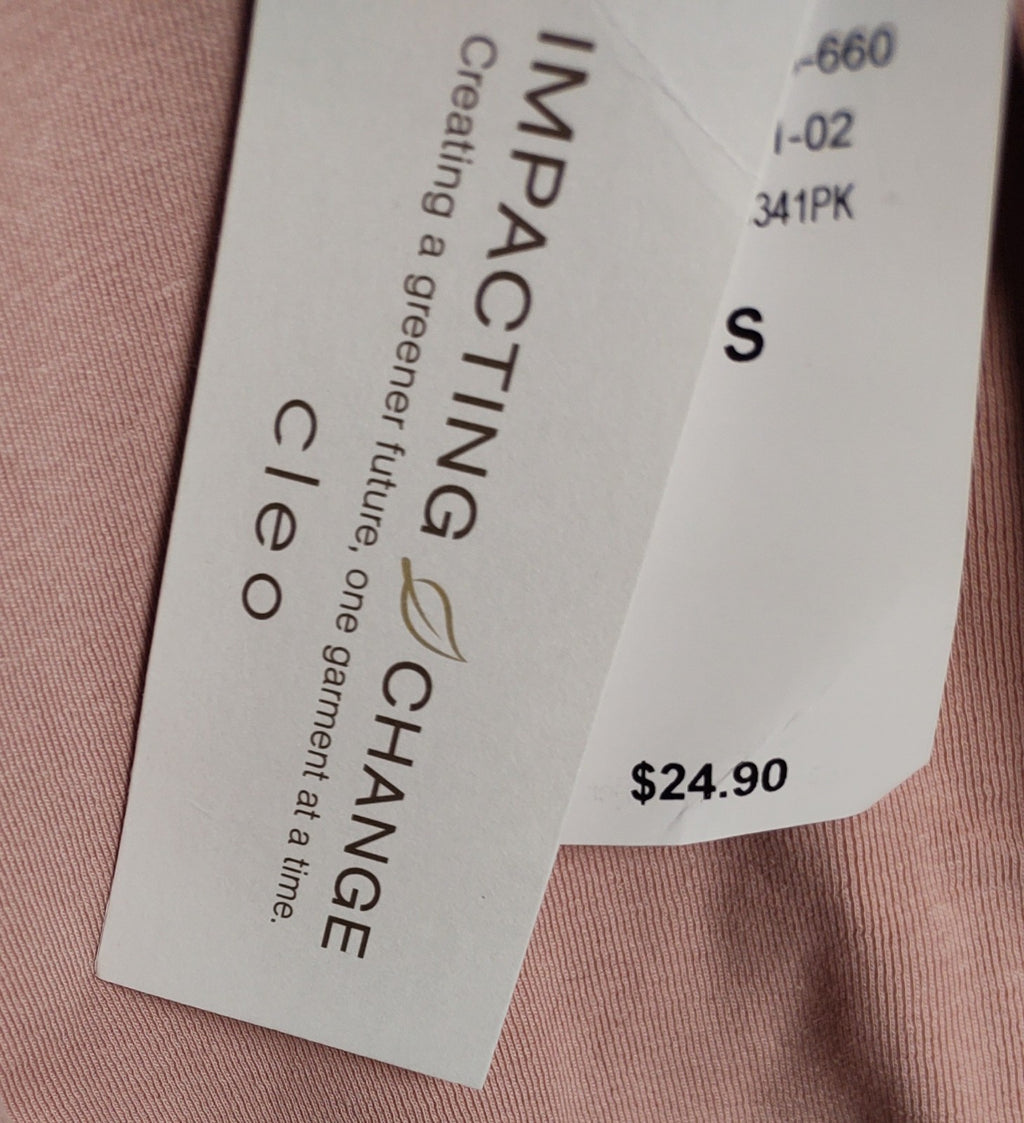 IMPACTING CHANGE
Creating a greener future, one garment at a time.
cleo
-660
-02
341PK
S
$24.90